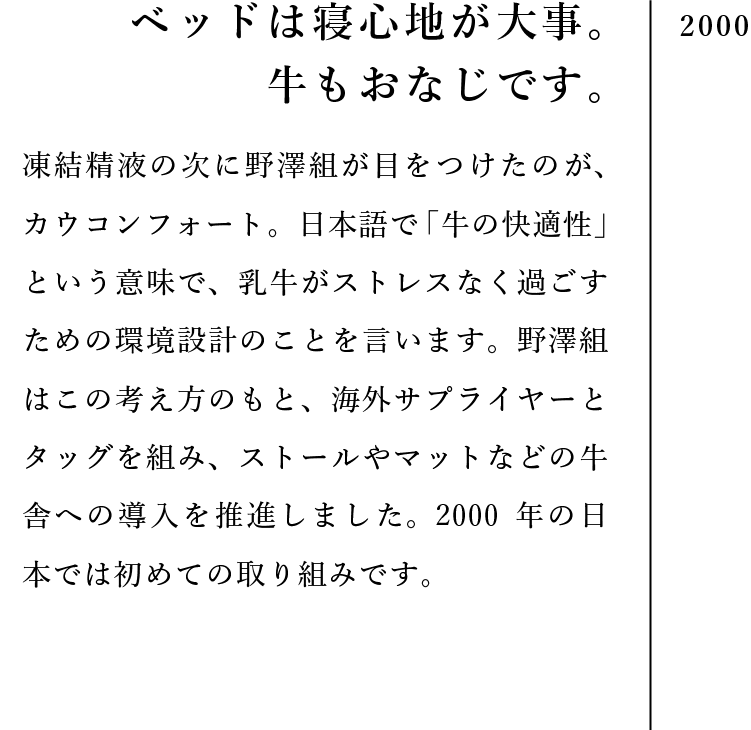 ベッドは寝心地が大事。
牛もおなじです。
2000
凍結精液の次に野澤組が目をつけたのが、
カウコンフォート。日本語で「牛の快適性」
という意味で、乳牛がストレスなく過ごす
ための環境設計のことを言います。野澤組
はこの考え方のもと、海外サプライヤーと
タッグを組み、ストールやマットなどの牛
舎への導入を推進しました。2000 年の日
本では初めての取り組みです。